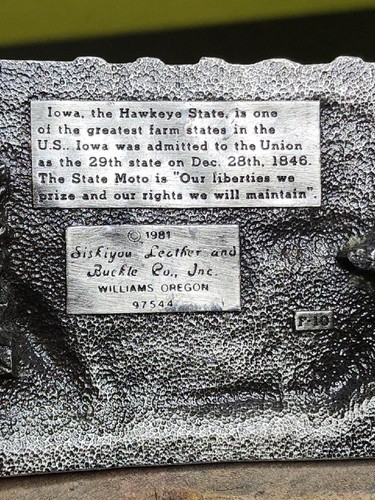 Iowa, the Hawkeye State, is one
of the greatest farm states in the
U.S.. Iowa was admitted to the Union
as the 29th state on Dec. 28th, 1846.
The State Moto is "Our liberties we
prize and our rights we will maintain".
© 1981
Siskiyou Leather and
Buckle Co., Inc.
WILLIAMS OREGON
97544
F-10